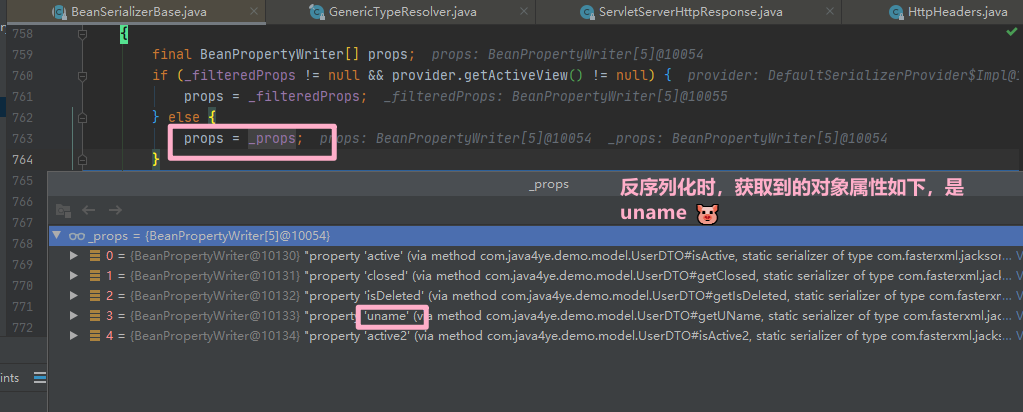 BeanSerializerBase.java
GenericTypeResolver.java
ServletServerHttpResponse.java
HttpHeaders.java
758 {
759 final BeanPropertyWriter[] props; props: BeanPropertyWriter[5]@10054
760 if (_filteredProps != null && provider.getActiveView() != null) { provider: DefaultSerializerProvider$Impl@
761 props = _filteredProps; _filteredProps: BeanPropertyWriter[5]@10055
762 } else {
763 props = _props; props: BeanPropertyWriter[5]@10054 _props: BeanPropertyWriter[5]@10054
764 }
765
_props
反序列化时，获取到的对象属性如下，是
766
uname
767
768 _props = {BeanPropertyWriter[5]@10054}
769 0 = {BeanPropertyWriter@10130} "property 'active' (via method com.java4ye.demo.model.UserDTO#isActive, static serializer of type com.fasterxml.jackson
770 1 = {BeanPropertyWriter@10131} "property 'closed' (via method com.java4ye.demo.model.UserDTO#getClosed, static serializer of type com.fasterxml.jackso
2 = {BeanPropertyWriter@10132} "property 'isDeleted' (via method com.java4ye.demo.model.UserDTO#getIsDeleted, static serializer of type com.fasterx
771 3 = {BeanPropertyWriter@10133} "property 'uname' (via method com.java4ye.demo.model.UserDTO#getUName, static serializer of type com.fasterxml.jac
772 4 = {BeanPropertyWriter@10134} "property 'active2' (via method com.java4ye.demo.model.UserDTO#isActive2, static serializer of type com.fasterxml.jacks
ints